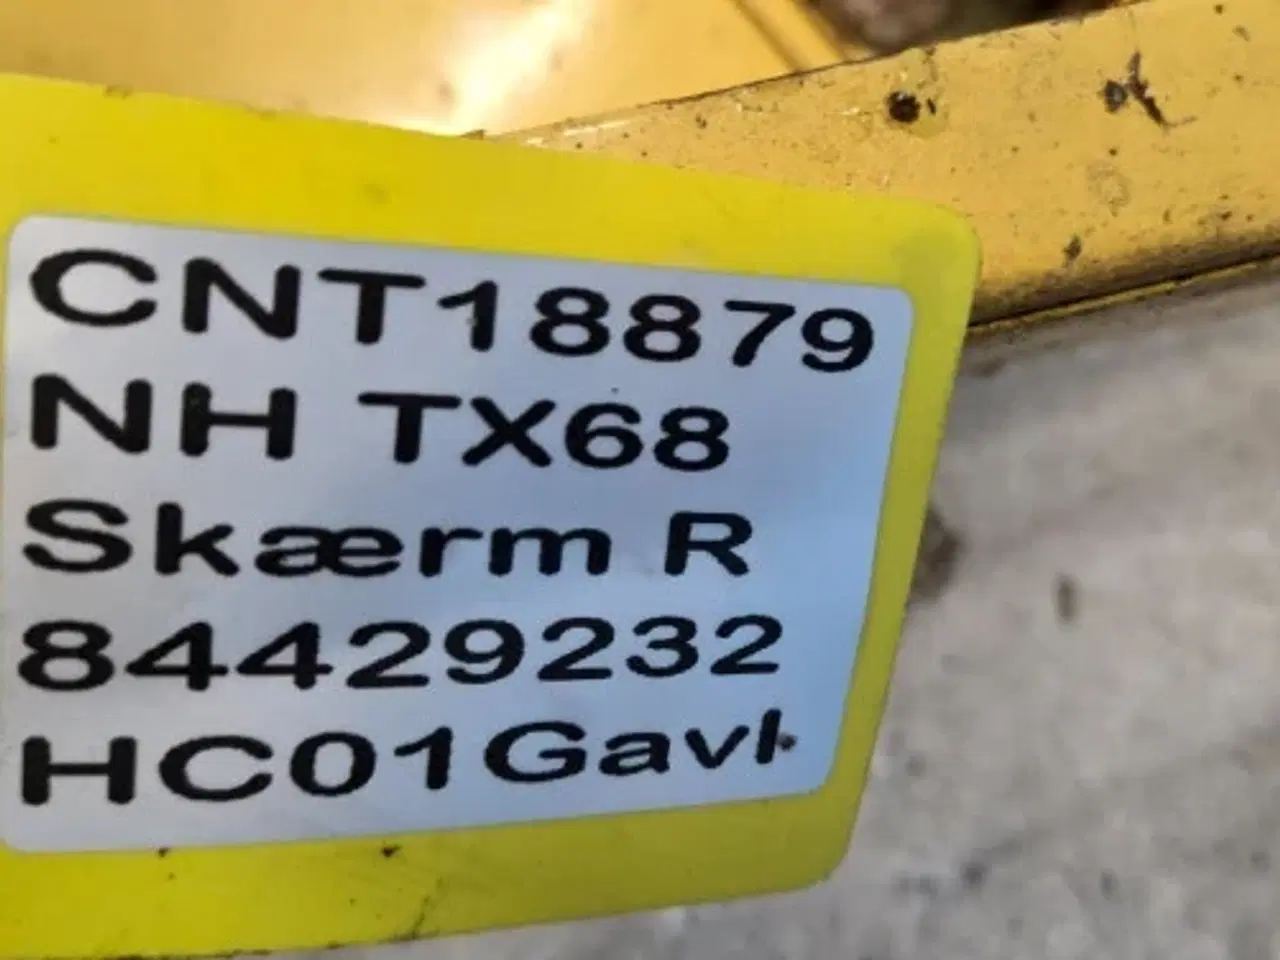 CNT18879
NH TX68
Skærm R
84429232
HC01Gavl